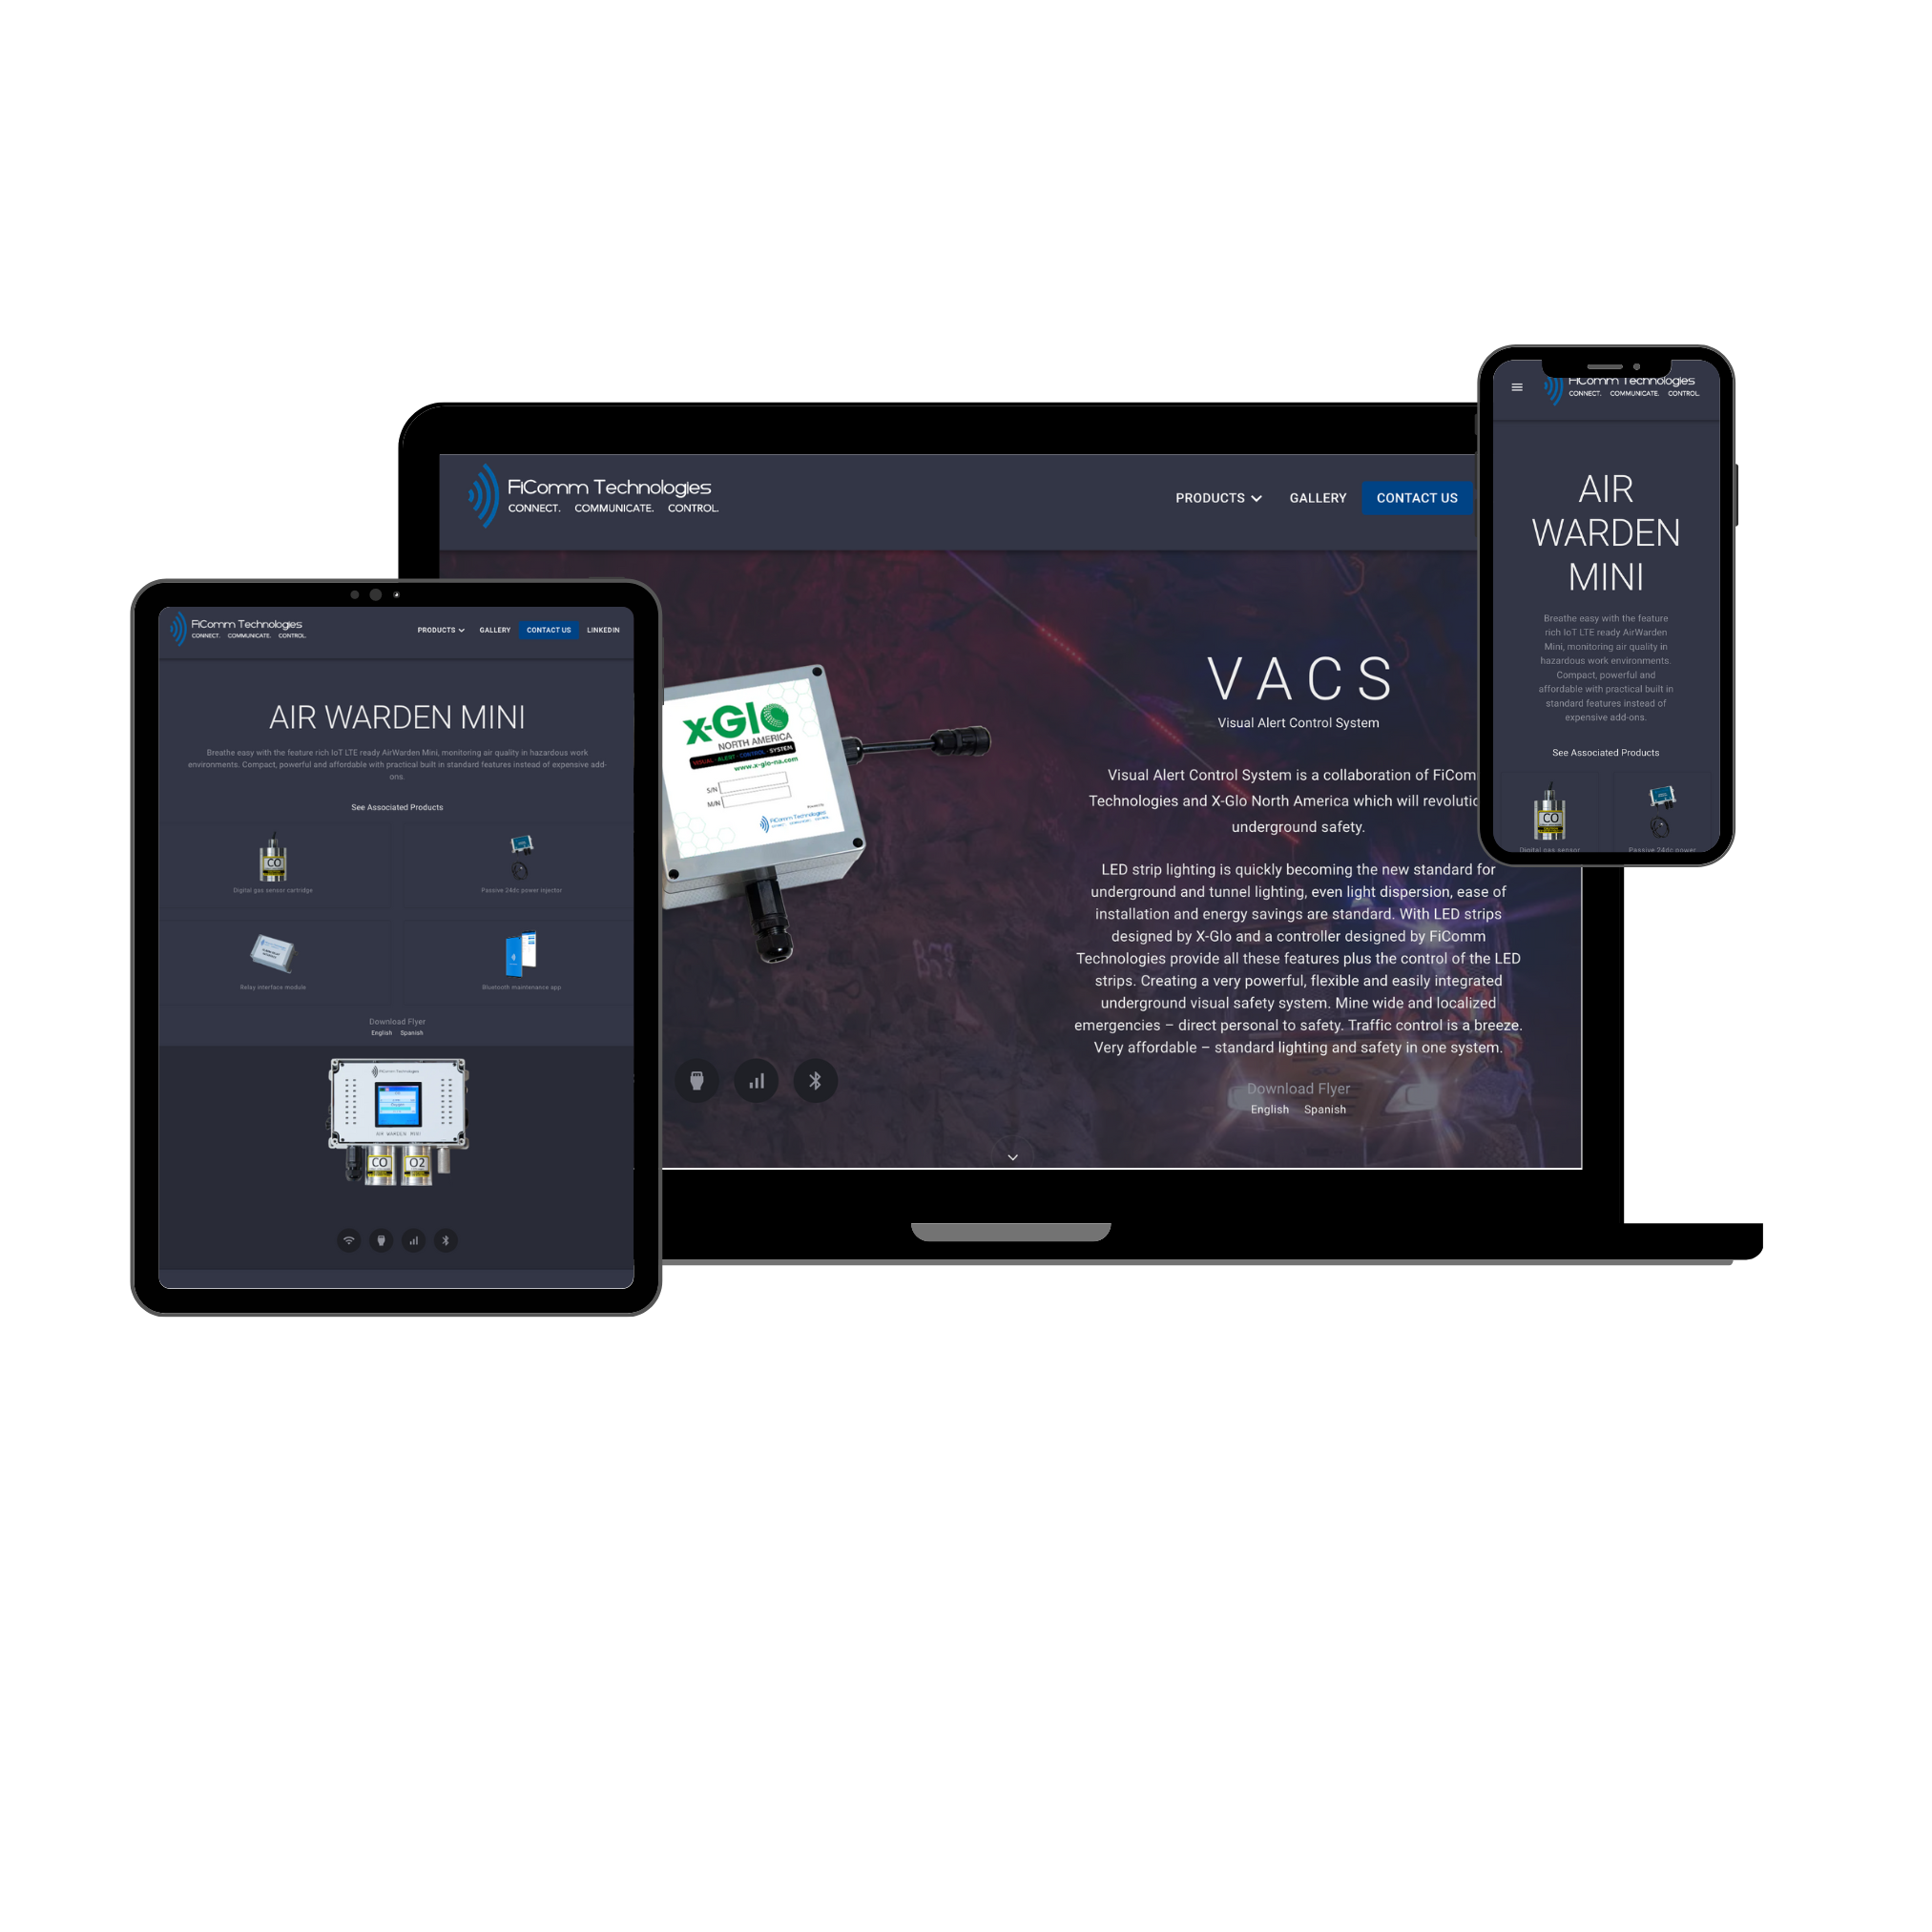 FiComm Technologies
CONNECT. COMMUNICATE. CONTROL.
PRODUCTS
GALLERY
CONTACT US
x-Glo
NORTH AMERICA
VISUAL · ALERT · CONTROL · SYSTEM
www.x-glo-na.com
S/N
M/N
FiComm Technologies
VACS
Visual Alert Control System
Visual Alert Control System is a collaboration of FiCom
Technologies and X-Glo North America which will revolutio
underground safety.
LED strip lighting is quickly becoming the new standard for
underground and tunnel lighting, even light dispersion, ease of
installation and energy savings are standard. With LED strips
designed by X-Glo and a controller designed by FiComm
Technologies provide all these features plus the control of the LED
strips. Creating a very powerful, flexible and easily integrated
underground visual safety system. Mine wide and localized
emergencies – direct personal to safety. Traffic control is a breeze.
Very affordable – standard lighting and safety in one system.
Download Flyer
English Spanish
FiComm Technologies
CONNECT. COMMUNICATE. CONTROL.
PRODUCTS
GALLERY
CONTACT US
LINKEDIN
AIR WARDEN MINI
Breathe easy with the feature rich IoT LTE ready AirWarden Mini, monitoring air quality in hazardous work
environments. Compact, powerful and affordable with practical built in standard features instead of expensive add-
ons.
See Associated Products
CO
Digital gas sensor cartridge
Passive 24dc power injector
Relay interface module
Bluetooth maintenance app
Download Flyer
English Spanish
FiComm Technologies
AIR WARDEN MINI
CO
O2
FiComm Technologies
CONNECT. COMMUNICATE. CONTROL.
AIR
WARDEN
MINI
Breathe easy with the feature
rich IoT LTE ready AirWarden
Mini, monitoring air quality in
hazardous work environments.
Compact, powerful and
affordable with practical built in
standard features instead of
expensive add-ons.
See Associated Products
CO
Digital gas sensor
Passive 24dc power